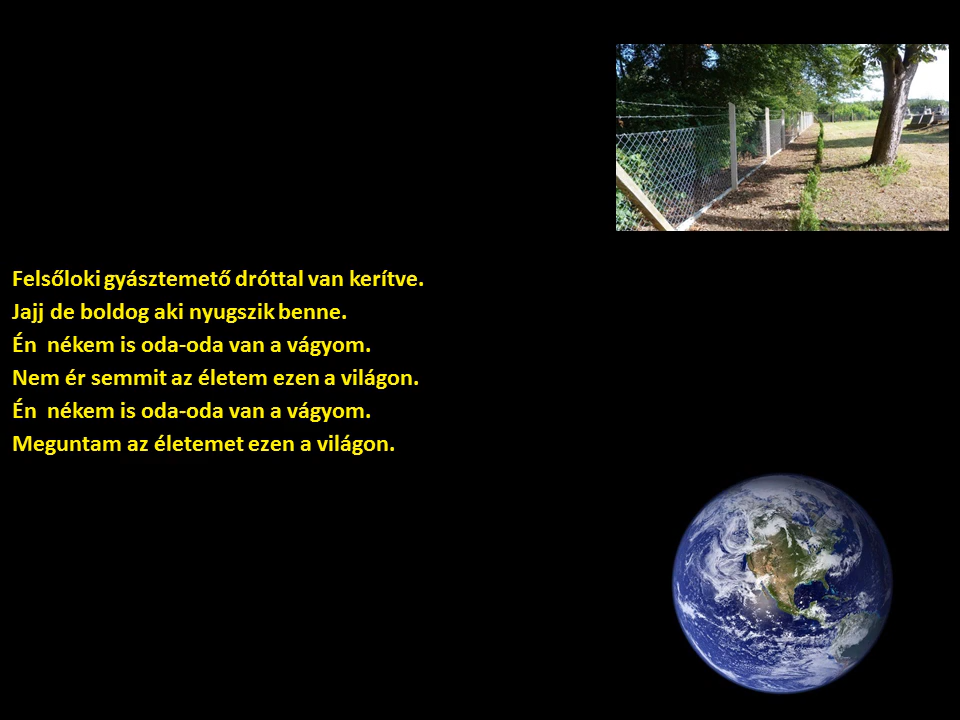 Felsőloki gyásztemető dróttal van kerítve.
Jajj de boldog aki nyugszik benne.
Én  nékem is oda-oda van a vágyom.
Nem ér semmit az életem ezen a világon.
Én  nékem is oda-oda van a vágyom.
Meguntam az életemet ezen a világon.